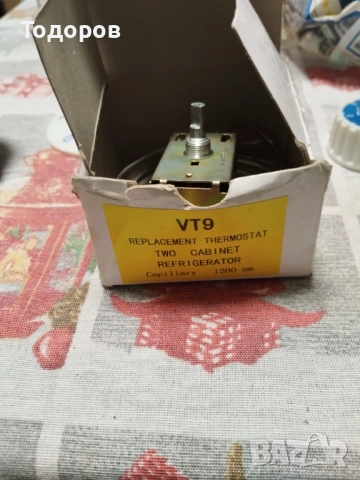 Тодоров
VT9
REPLACEMENT THERMOSTAT
TWO CABINET
REFRIGERATOR
Capillary 1200 mm
BAZAR